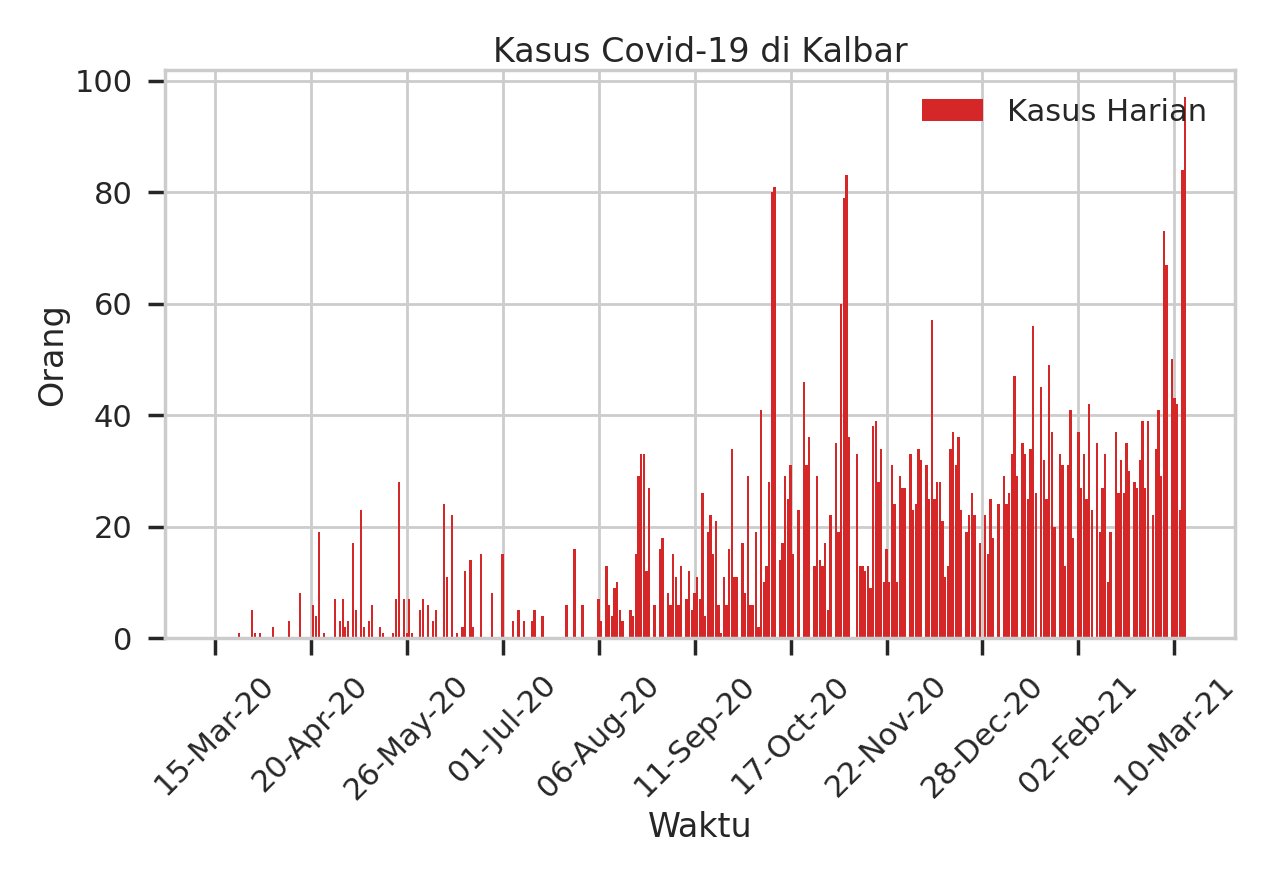 Kasus Covid-19 di Kalbar
Kasus Harian
Orang
100
80
60
40
20
0
15-Mar-20
20-Apr-20
26-May-20
01-Jul-20
06-Aug-20
11-Sep-20
17-Oct-20
22-Nov-20
28-Dec-20
02-Feb-21
10-Mar-21
Waktu